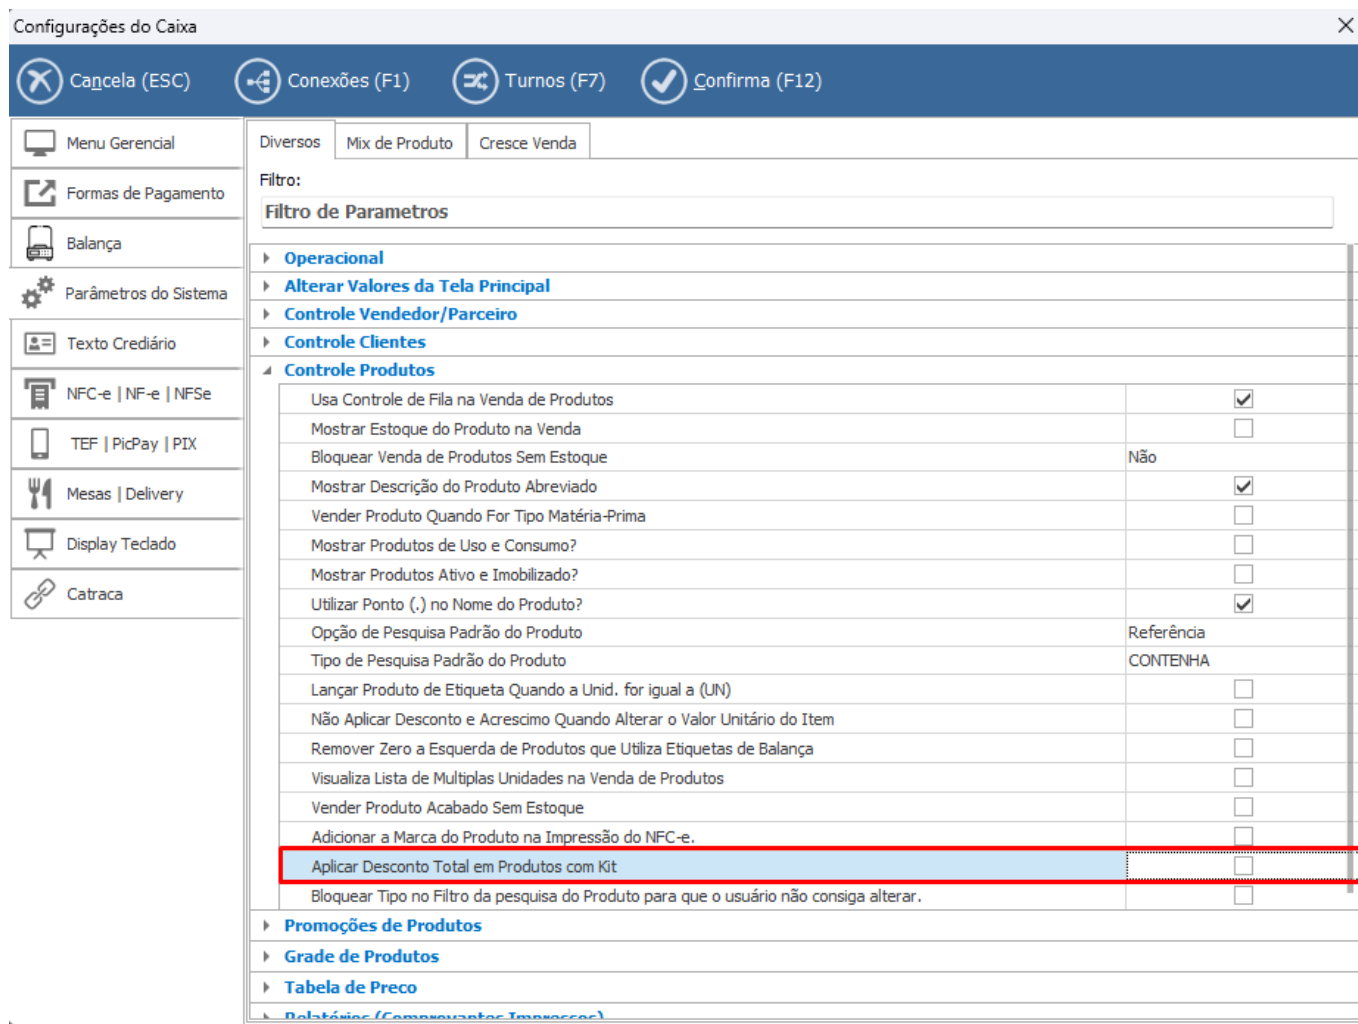 Configurações do Caixa
Cancela (ESC)
Conexões (F1)
Turnos (F7)
Confirma (F12)
Menu Gerencial
Formas de Pagamento
Balança
Parâmetros do Sistema
Texto Crediário
NFC-e | NF-e | NFSe
TEF | PicPay | PIX
Mesas | Delivery
Display Teclado
Catraca
Diversos
Mix de Produto
Cresce Venda
Filtro:
Filtro de Parametros
Operacional
Alterar Valores da Tela Principal
Controle Vendedor/Parceiro
Controle Clientes
Controle Produtos
Usa Controle de Fila na Venda de Produtos
Mostrar Estoque do Produto na Venda
Bloquear Venda de Produtos Sem Estoque Não
Mostrar Descrição do Produto Abreviado
Vender Produto Quando For Tipo Matéria-Prima
Mostrar Produtos de Uso e Consumo?
Mostrar Produtos Ativo e Imobilizado?
Utilizar Ponto (.) no Nome do Produto?
Opção de Pesquisa Padrão do Produto Referência
Tipo de Pesquisa Padrão do Produto CONTENHA
Lançar Produto de Etiqueta Quando a Unid. for igual a (UN)
Não Aplicar Desconto e Acrescimo Quando Alterar o Valor Unitário do Item
Remover Zero a Esquerda de Produtos que Utiliza Etiquetas de Balança
Visualiza Lista de Multiplas Unidades na Venda de Produtos
Vender Produto Acabado Sem Estoque
Adicionar a Marca do Produto na Impressão do NFC-e.
Aplicar Desconto Total em Produtos com Kit
Bloquear Tipo no Filtro da pesquisa do Produto para que o usuário não consiga alterar.
Promoções de Produtos
Grade de Produtos
Tabela de Preco
Relatórios (Comprovantes Impressos)